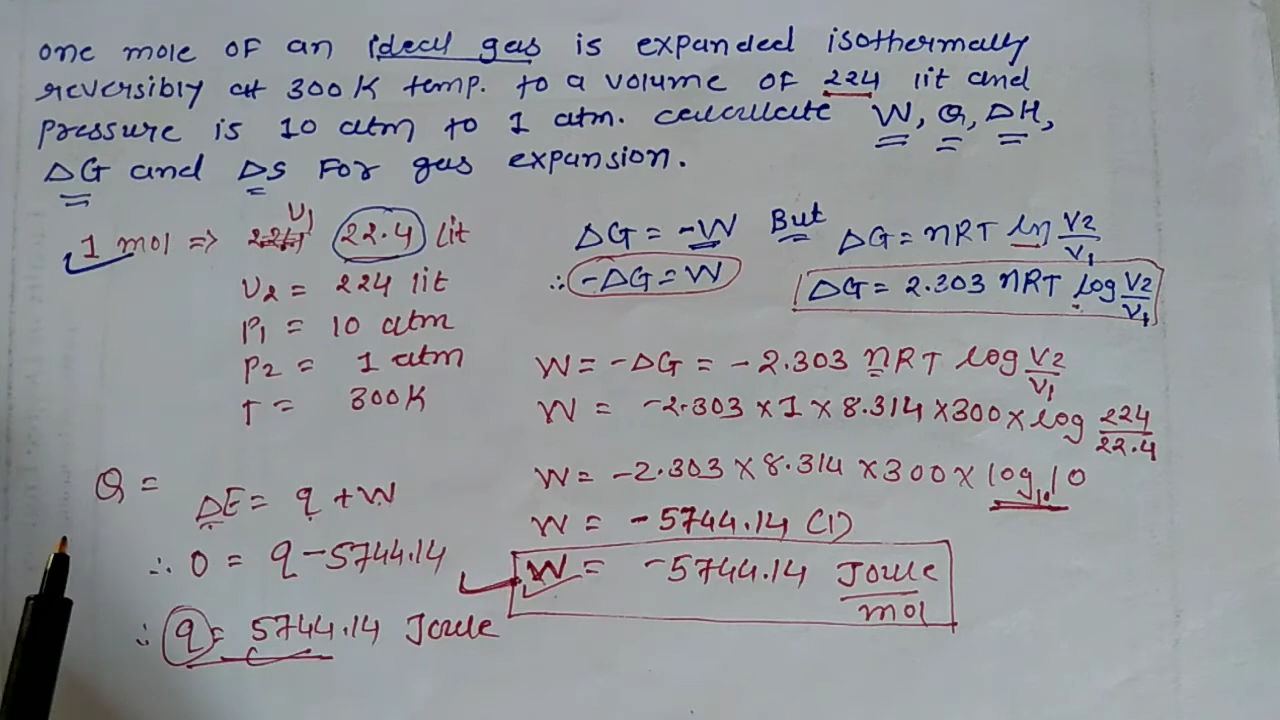 one mole of an ideal gas is expanded isothermally
reversibly at 300K temp. to a volume of 224 lit and
pressure is 10 atm to 1 atm. calculate W, Q, ΔH,
ΔG and ΔS For gas expansion.
1 mol => V1 22.4 lit
V2 = 224 lit
P1 = 10 atm
P2 = 1 atm
T = 300K
ΔG = -W But ΔG = nRT ln V2/V1
∴ -ΔG = W ΔG = 2.303 nRT log V2/V1
W = -ΔG = -2.303 nRT log V2/V1
W = -2.303 × 1 × 8.314 × 300 × log 224/22.4
W = -2.303 × 8.314 × 300 × log10 10
W = -5744.14 (1)
W = -5744.14 Joule/mol
Q =
ΔE = q + W
∴ 0 = q - 5744.14
∴ q = 5744.14 Joule